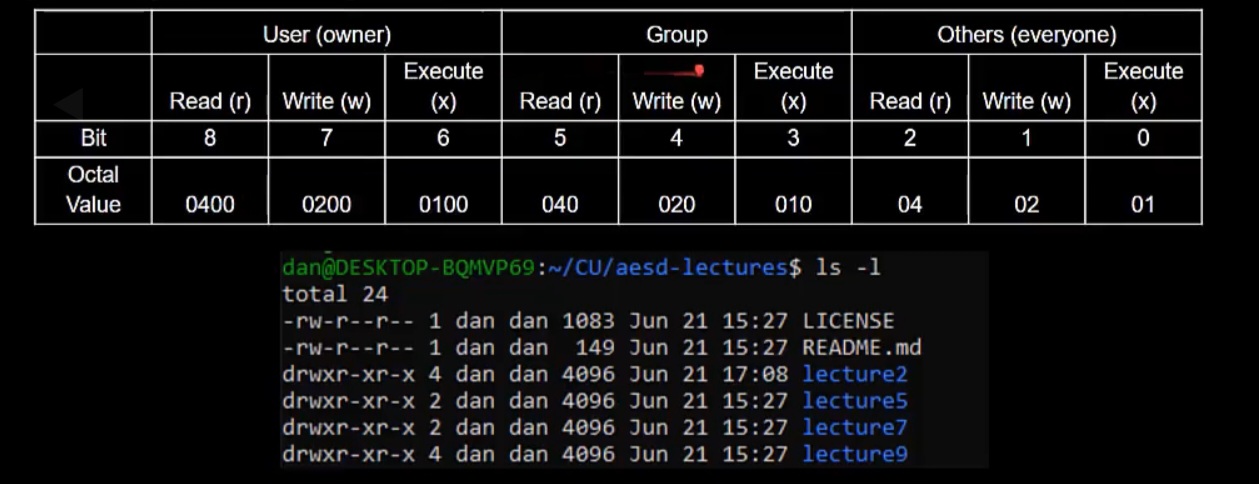 User (owner) Group Others (everyone)
Read (r) Write (w) Execute (x) Read (r) Write (w) Execute (x) Read (r) Write (w) Execute (x)
Bit 8 7 6 5 4 3 2 1 0
Octal Value 0400 0200 0100 040 020 010 04 02 01
dan@DESKTOP-BQMVP69:~/CU/aesd-lectures$ ls -l
total 24
-rw-r--r-- 1 dan dan 1083 Jun 21 15:27 LICENSE
-rw-r--r-- 1 dan dan  149 Jun 21 15:27 README.md
drwxr-xr-x 4 dan dan 4096 Jun 21 17:08 lecture2
drwxr-xr-x 2 dan dan 4096 Jun 21 15:27 lecture5
drwxr-xr-x 2 dan dan 4096 Jun 21 15:27 lecture7
drwxr-xr-x 4 dan dan 4096 Jun 21 15:27 lecture9